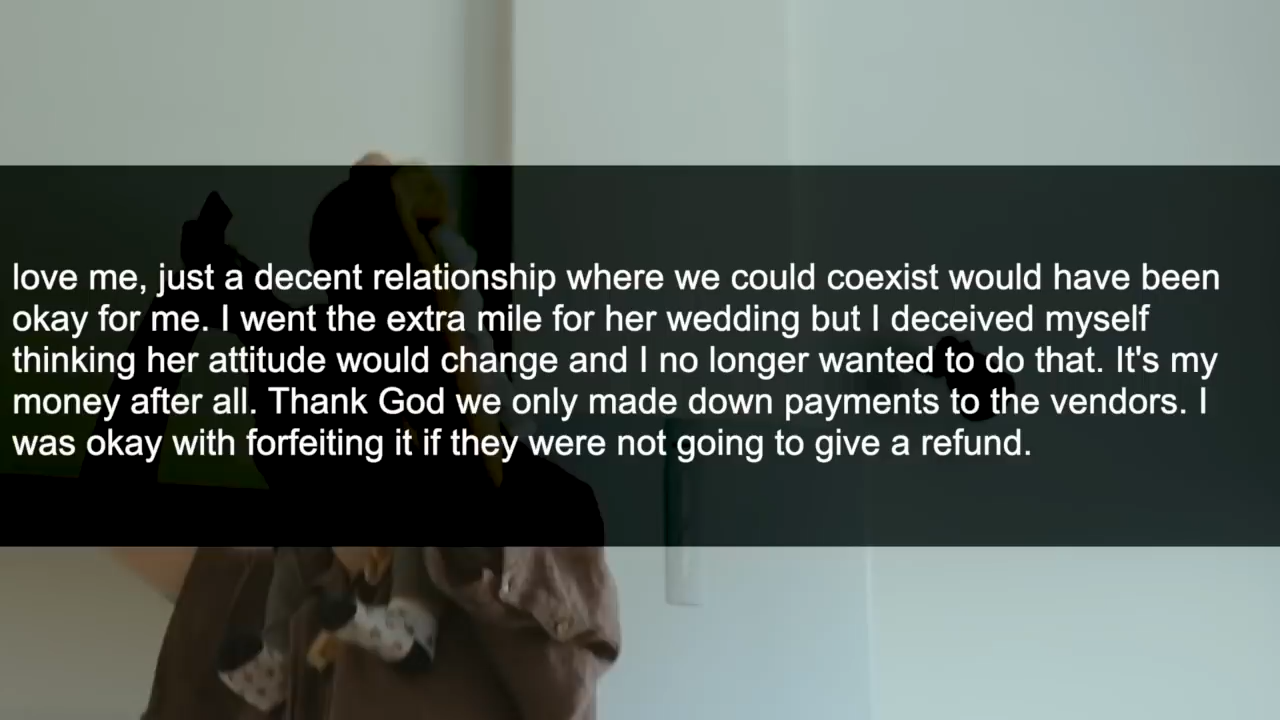 love me, just a decent relationship where we could coexist would have been
okay for me. I went the extra mile for her wedding but I deceived myself
thinking her attitude would change and I no longer wanted to do that. It's my
money after all. Thank God we only made down payments to the vendors. I
was okay with forfeiting it if they were not going to give a refund.